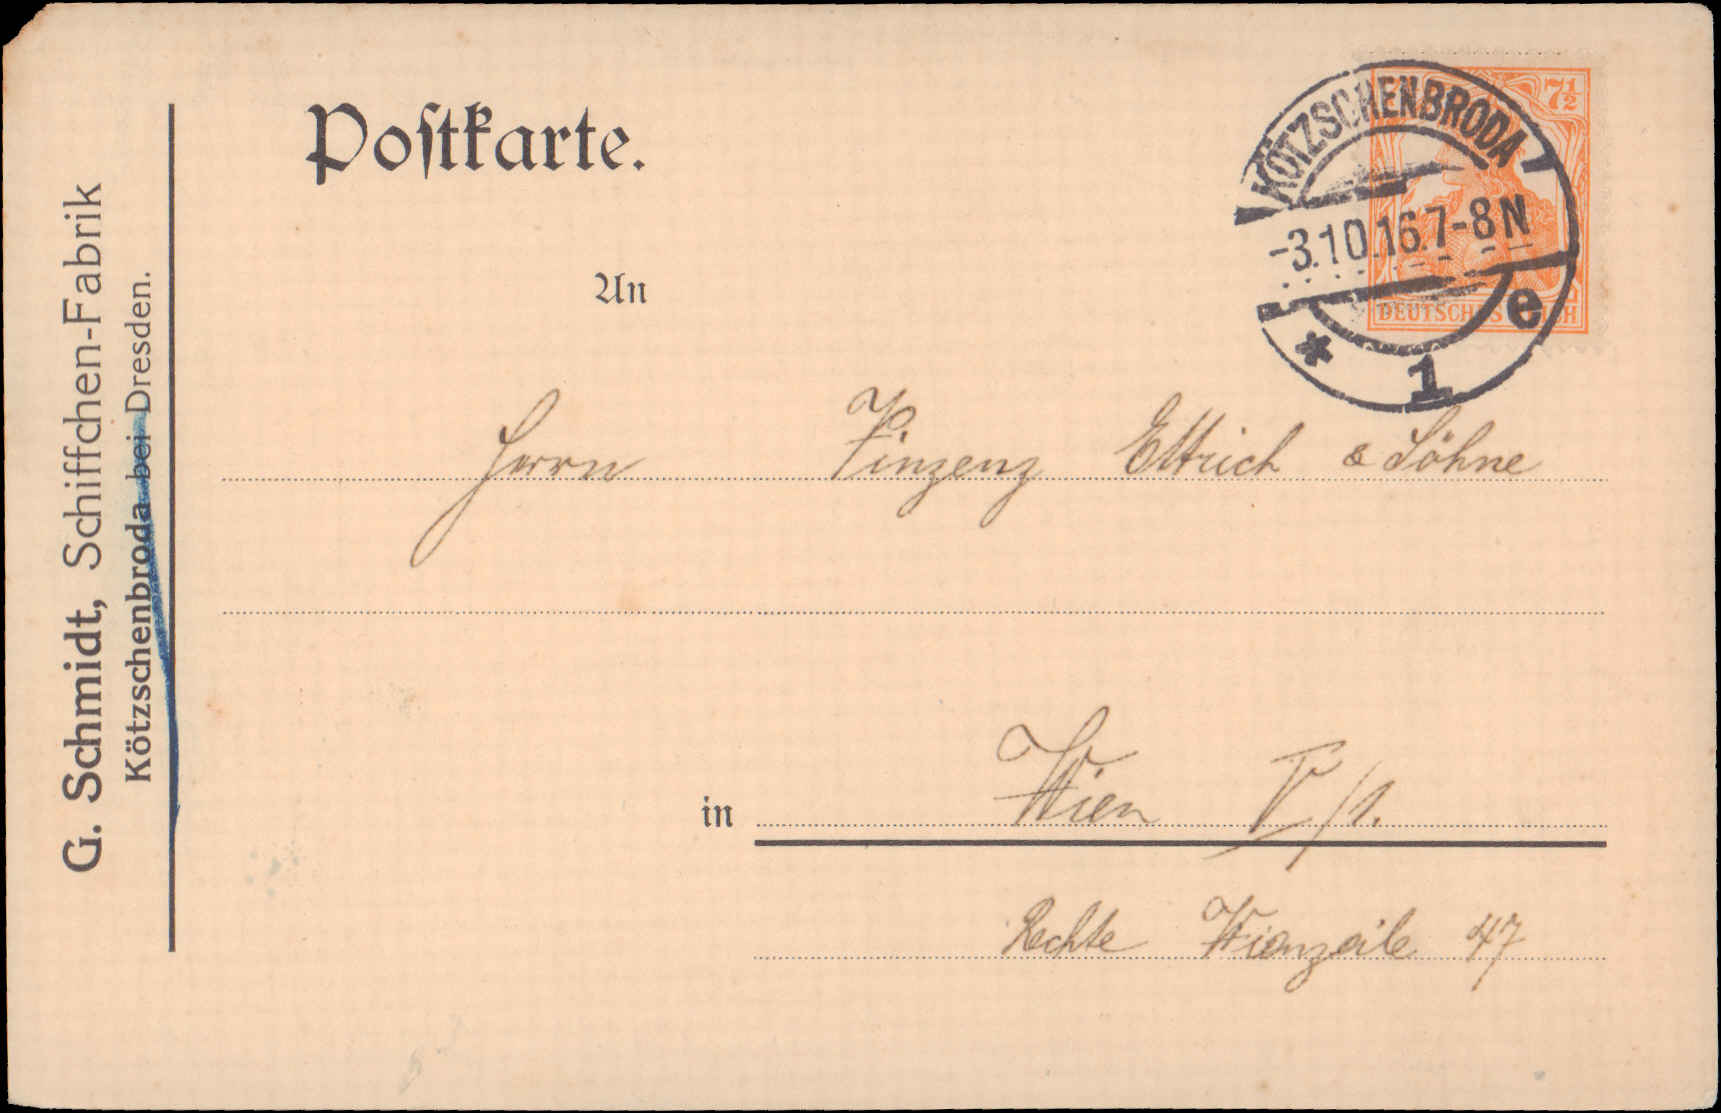 G. Schmidt, Schiffchen-Fabrik
Kötzschenbroda bei Dresden.
Poſtkarte.
7½
DEUTSCHES REICH
KÖTZSCHENBRODA
-3.10.16.7-8N
* 1 e
An
Herrn Vinzenz Ettrich & Söhne
in Wien V/1.
Rechte Wienzeile 47